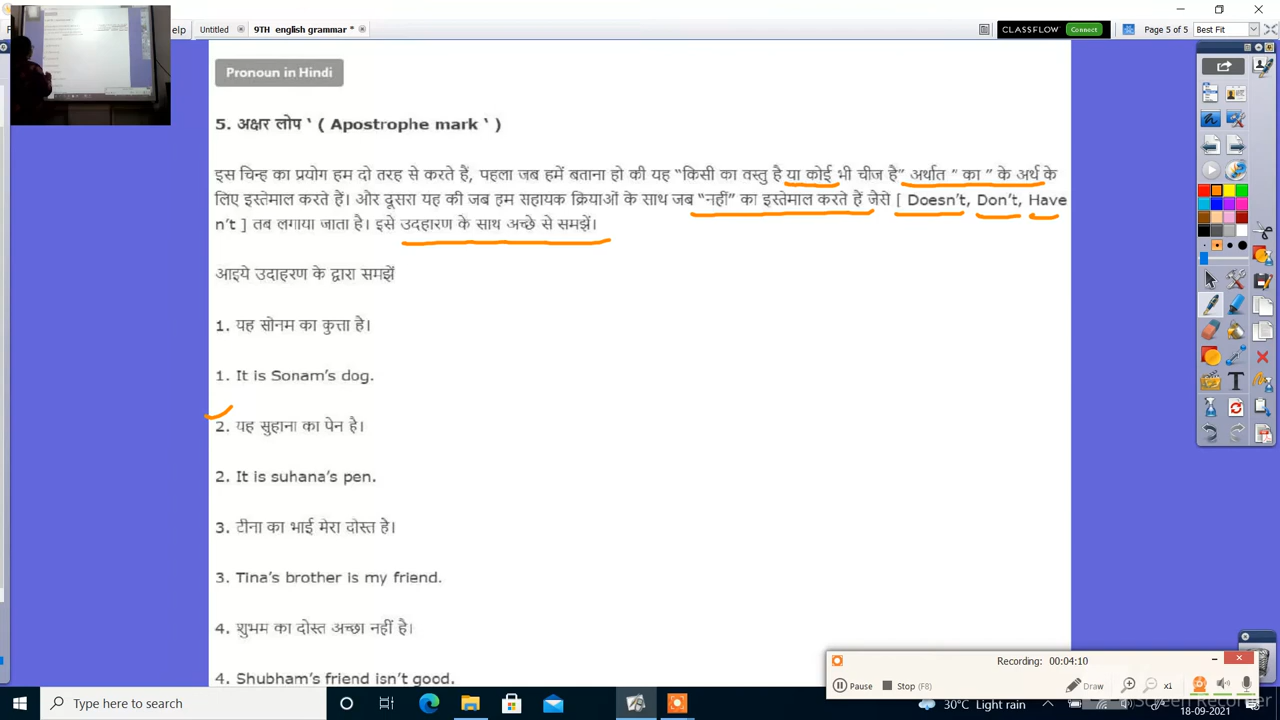 elp
Untitled
9TH english grammar *
CLASSFLOW
Connect
Page 5 of 5
Best Fit
Pronoun in Hindi
5. अक्षर लोप ‘ ( Apostrophe mark ‘ )
इस चिन्ह का प्रयोग हम दो तरह से करते हैं, पहला जब हमें बताना हो की यह “किसी का वस्तु है या कोई भी चीज है” अर्थात ” का ” के अर्थ के
लिए इस्तेमाल करते हैं। और दूसरा यह की जब हम सहायक क्रियाओं के साथ जब “नहीं” का इस्तेमाल करते हैं जैसे [ Doesn’t, Don’t, Have
n’t ] तब लगाया जाता है। इसे उदहारण के साथ अच्छे से समझें।
आइये उदाहरण के द्वारा समझें
1. यह सोनम का कुत्ता है।
1. It is Sonam’s dog.
2. यह सुहाना का पेन है।
2. It is suhana’s pen.
3. टीना का भाई मेरा दोस्त है।
3. Tina’s brother is my friend.
4. शुभम का दोस्त अच्छा नहीं है।
4. Shubham’s friend isn’t good.
Recording: 00:04:10
Pause
Stop (F8)
Draw
x1
Type here to search
30°C Light rain
18-09-2021
Screen Recorder